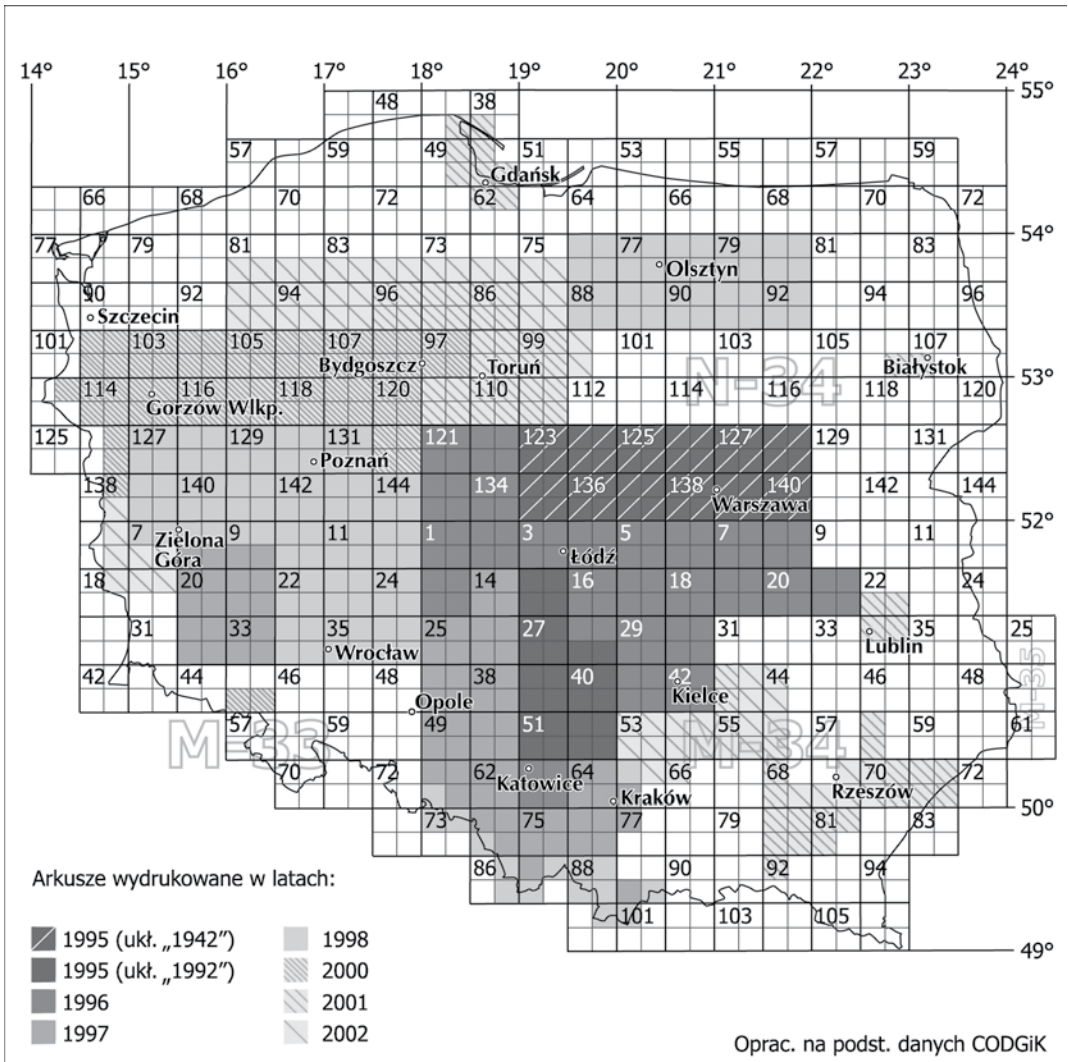 14° 15° 16° 17° 18° 19° 20° 21° 22° 23° 24°
55°
48 38
57 59 49 51 53 55 57 59
Gdańsk
66 68 70 72 62 64 66 68 70 72
54°
77 79 81 83 73 75 77 79 81 83
Olsztyn
90 92 94 96 86 88 90 92 94 96
Szczecin
101 103 105 107 97 99 101 103 105 107
Bydgoszcz Toruń Białystok
N-34
53°
114 116 118 120 110 112 114 116 118 120
Gorzów Wlkp.
125 127 129 131 121 123 125 127 129 131
Poznań
138 140 142 144 134 136 138 140 142 144
Warszawa
52°
7 9 11 1 3 5 7 9 11
Zielona
Góra
Łódź
18 20 22 24 14 16 18 20 22 24
31 33 35 25 27 29 31 33 35 25
Wrocław Lublin
42 44 46 48 38 40 42 44 46 48
Kielce
M-35
Opole
57 59 49 51 53 55 57 59 61
M-33 M-34
51°
70 72 62 64 66 68 70 72
Katowice Kraków Rzeszów
50°
73 75 77 79 81 83
86 88 90 92 94
101 103 105
49°
Arkusze wydrukowane w latach:
1995 (ukł. „1942”) 1998
1995 (ukł. „1992”) 2000
1996 2001
1997 2002
Oprac. na podst. danych CODGiK